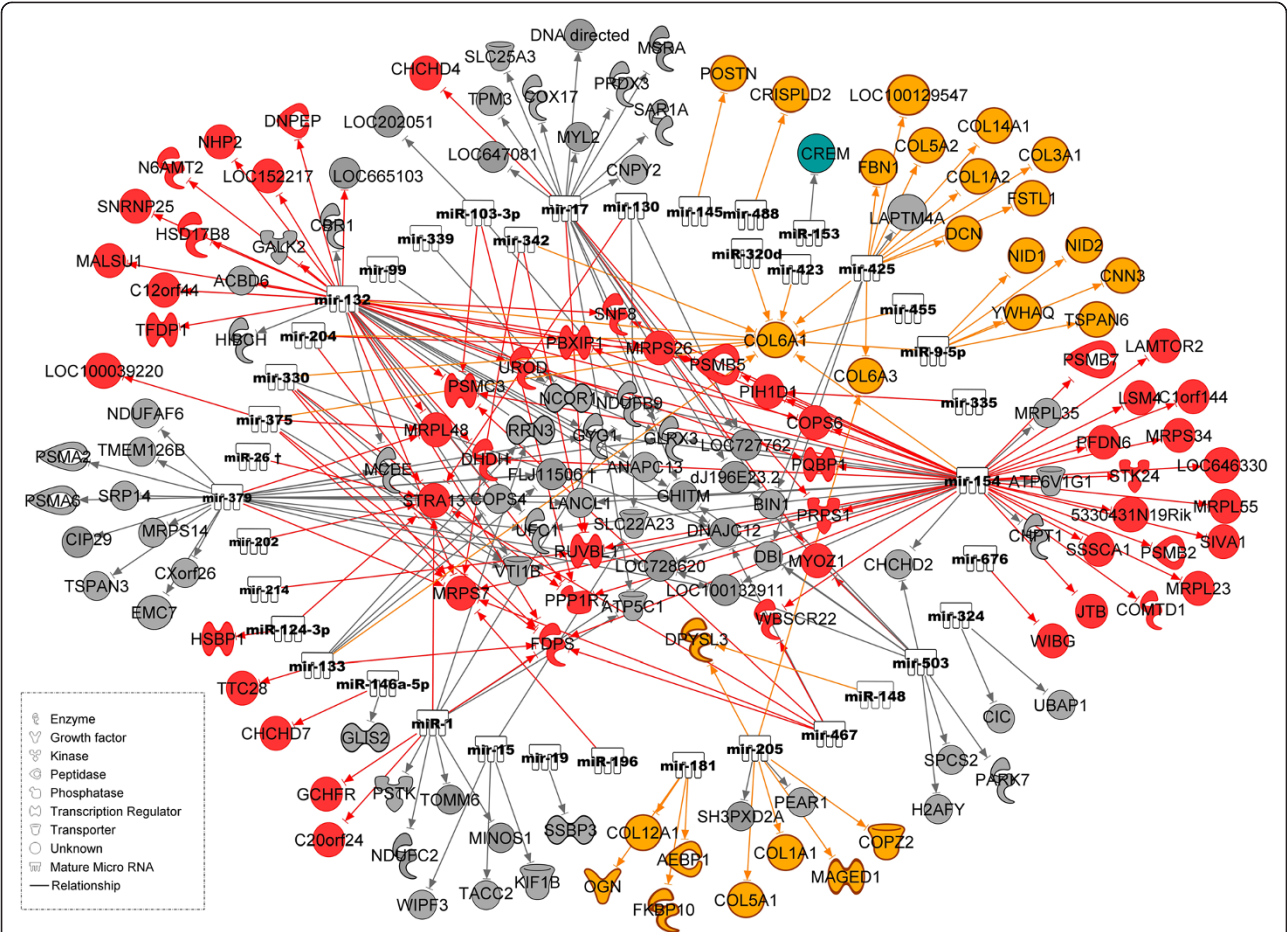 DNA directed
MSRA
SLC25A3
CHCHD4
PRDX3
POSTN
COX17
CRISPLD2
LOC100129547
TPM3
SAR1A
DNPEP
LOC202051
COL14A1
NHP2
MYL2
COL5A2
LOC647081
CREM
COL3A1
N6AMT2
CNPY2
FBN1
LOC152217
LOC665103
COL1A2
FSTL1
SNRNP25
miR-103-3p
mir-17
mir-130
mir-145
mir-488
LAPTM4A
HSD17B8
CBR1
mir-339
mir-342
miR-153
DCN
GALK2
NID2
MALSU1
mir-320d
NID1
mir-99
mir-423
mir-425
CNN3
ACBD6
C12orf44
mir-132
mir-455
YWHAQ
TSPAN6
TFDP1
SNF8
HIBCH
mir-204
PBXIP1
MRPS26
COL6A1
miR-9-5p
LAMTOR2
UROD
PSMB5
PSMB7
LOC100039220
mir-330
PSMC3
COL6A3
PIH1D1
NCOR1
NDUFB9
mir-335
LSM4
C1orf144
NDUFAF6
mir-375
MRPL35
COPS6
MRPL48
RRN3
GYG1
GLRX3
PFDN6
MRPS34
TMEM126B
LOC727762
PSMA2
miR-26 †
DHDH
ANAPC13
PQBP1
LOC646330
MCEE
FLJ11506 †
dJ196E23.2
mir-154
ATP6V1G1
STK24
PSMA6
SRP14
mir-379
STRA13
COPS4
LANCL1
GHITM
BIN1
MRPL55
SLC22A23
PRPS1
5330431N19Rik
MRPS14
CIP29
UFC1
DNAJC12
CHPT1
SIVA1
mir-202
RUVBL1
SSSCA1
PSMB2
DBI
MYOZ1
CXorf26
VTI1B
LOC728620
CHCHD2
mir-676
TSPAN3
mir-214
LOC100132911
MRPL23
MRPS7
PPP1R7
ATP5C1
JTB
COMTD1
EMC7
mir-324
miR-124-3p
WBSCR22
HSBP1
FDPS
DPYSL3
WIBG
mir-133
mir-503
TTC28
miR-146a-5p
mir-148
UBAP1
CIC
CHCHD7
GLIS2
miR-1
mir-467
mir-15
mir-19
miR-196
mir-181
mir-205
SPCS2
PARK7
GCHFR
PSTK
TOMM6
PEAR1
H2AFY
SH3PXD2A
C20orf24
MINOS1
SSBP3
COL12A1
COPZ2
NDUFC2
AEBP1
COL1A1
MAGED1
KIF1B
OGN
TACC2
COL5A1
WIPF3
FKBP10
Enzyme
Growth factor
Kinase
Peptidase
Phosphatase
Transcription Regulator
Transporter
Unknown
Mature Micro RNA
Relationship